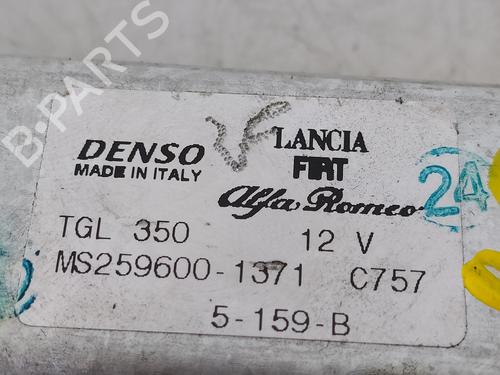 B-PARTS
DENSO
MADE IN ITALY
LANCIA
FIAT
Alfa Romeo
24
TGL 350 12 V
MS259600-1371 C757
5-159-B